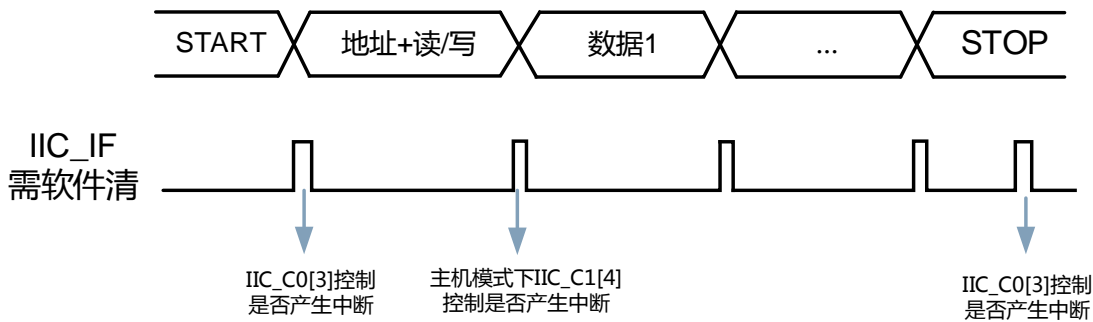 START 地址+读/写 数据1 ... STOP
IIC_IF
需软件清
IIC_C0[3]控制
是否产生中断
主机模式下IIC_C1[4]
控制是否产生中断
IIC_C0[3]控制
是否产生中断